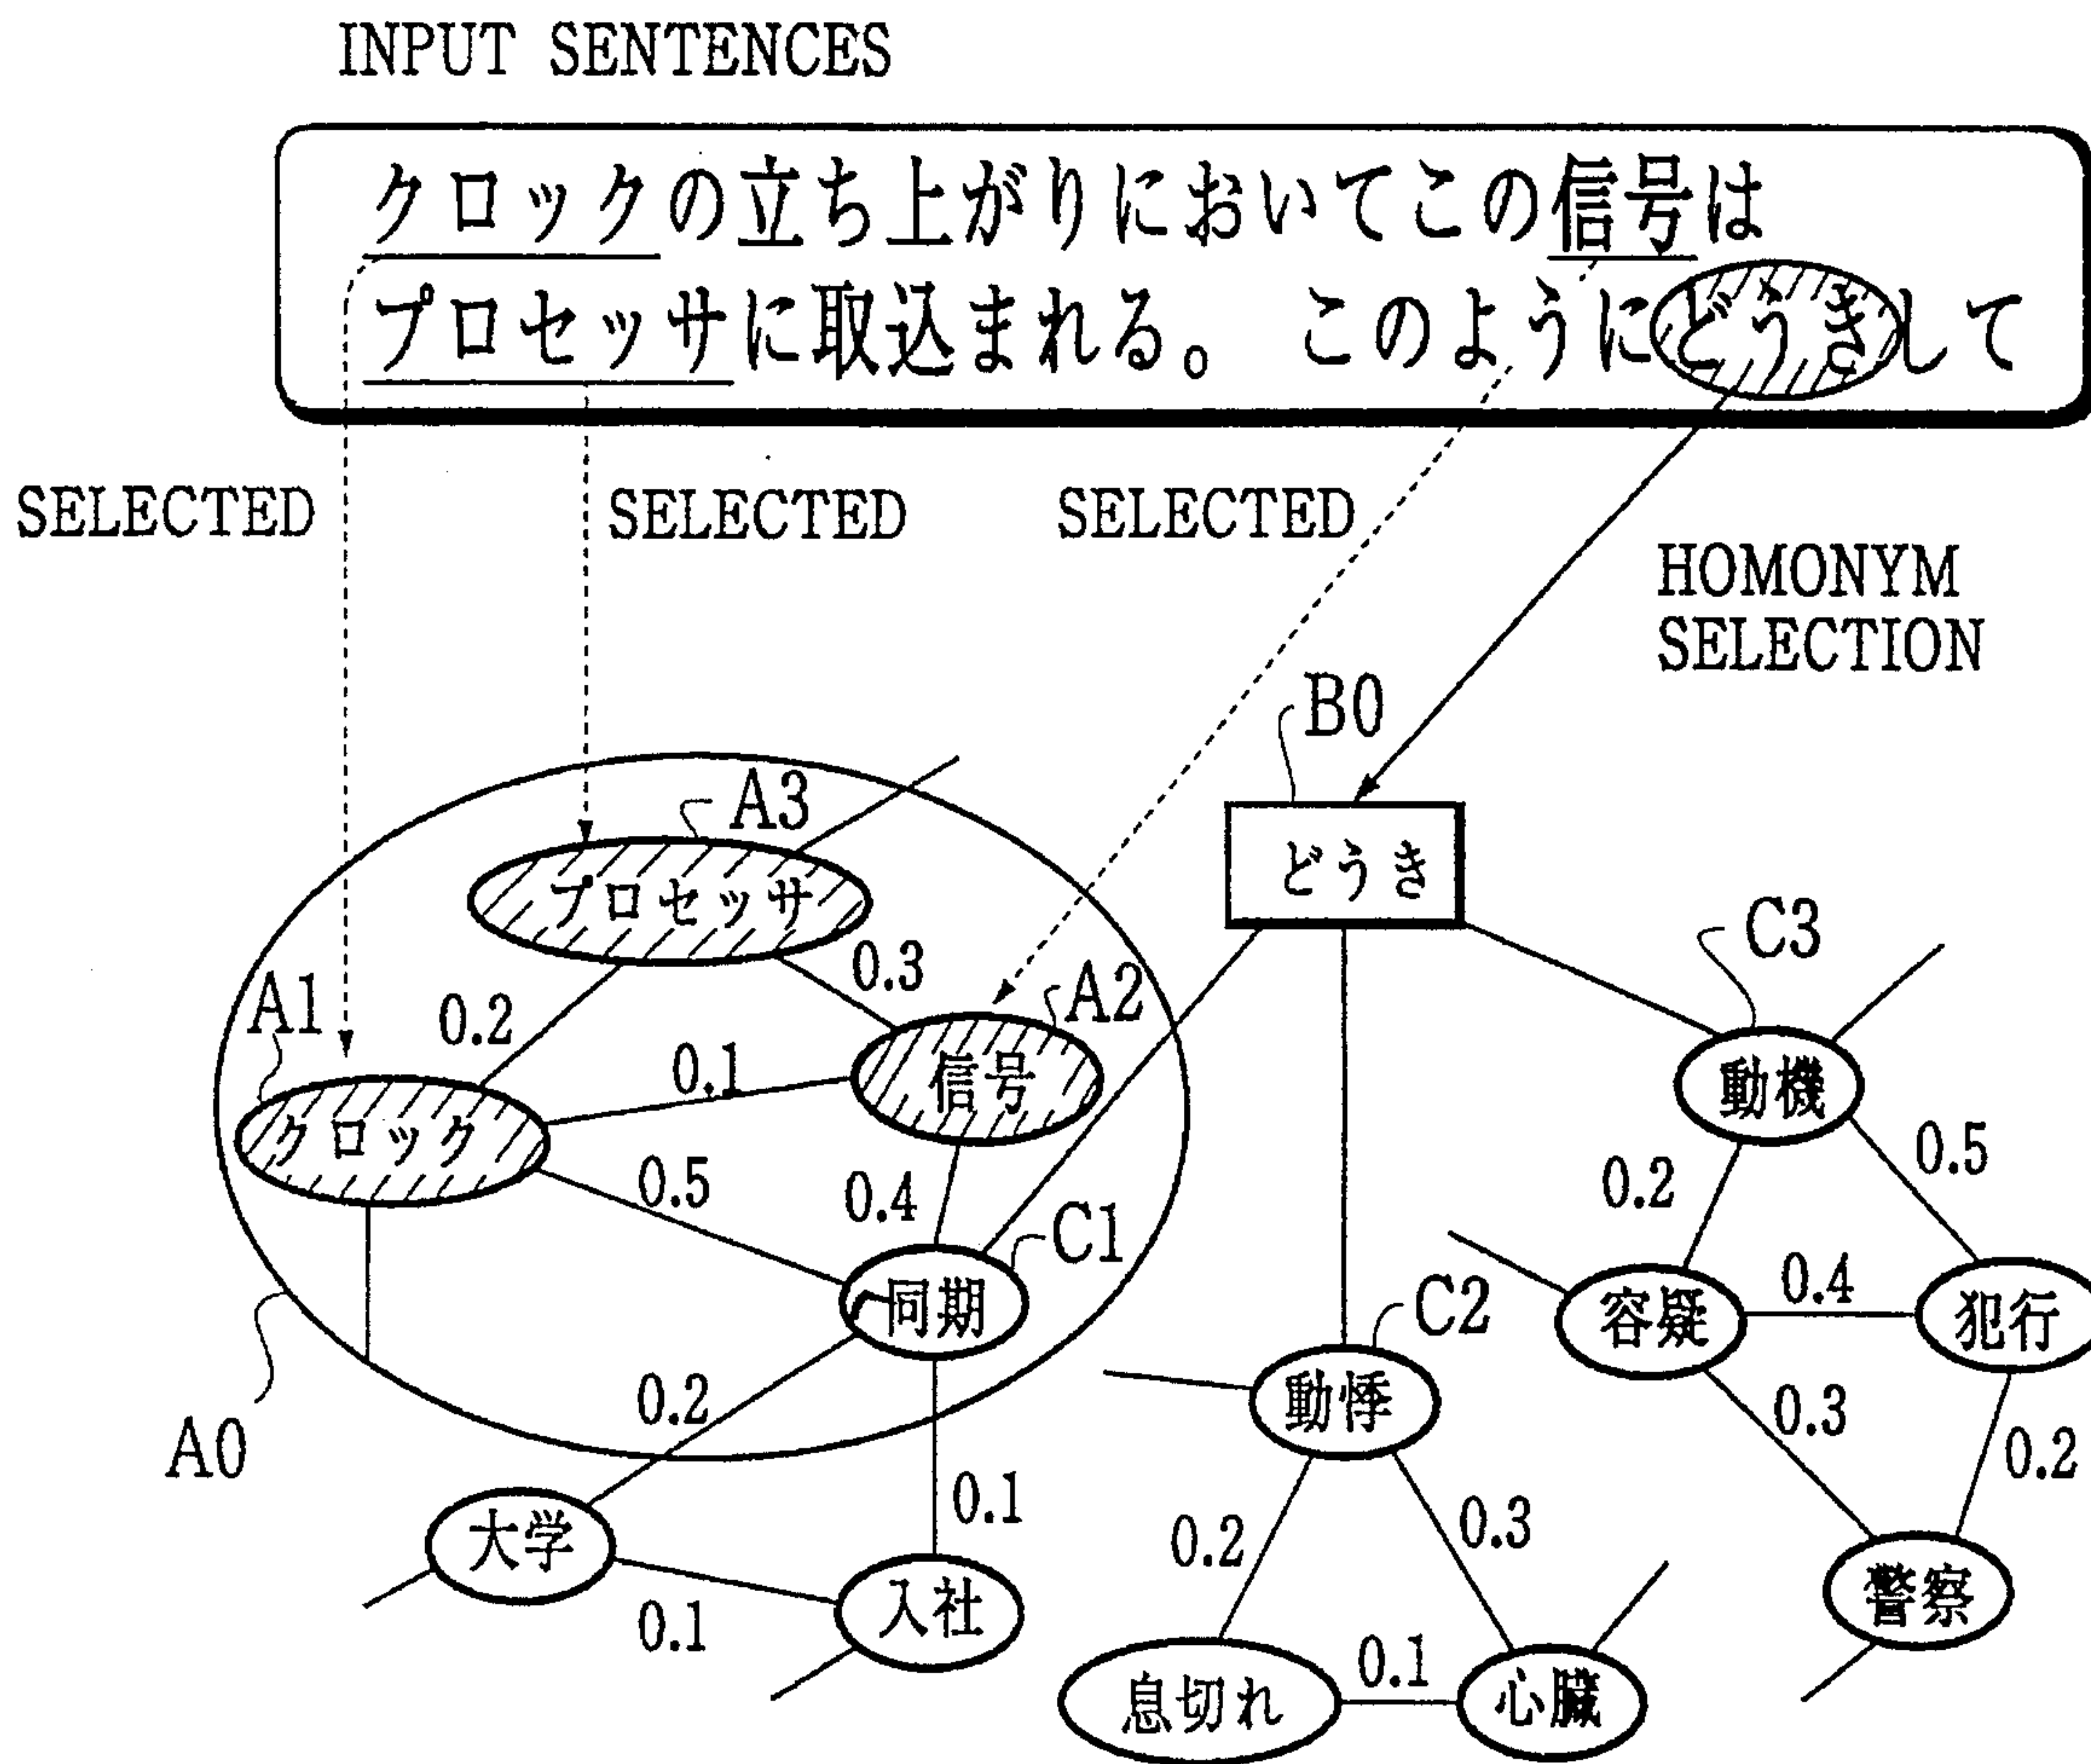 INPUT SENTENCES
クロックの立ち上がりにおいてこの信号は
プロセッサに取込まれる。 このようにどうきして
SELECTED
SELECTED
SELECTED
HOMONYM
SELECTION
B0
A3
プロセッサ
どうき
C3
0.3
A1
0.2
A2
0.1
信号
動機
クロック
0.5
0.4
0.2
0.5
C1
同期
C2
容疑
0.4
犯行
0.2
動悸
0.3
A0
0.2
0.1
大学
0.2
0.3
入社
警察
0.1
息切れ
0.1
心臓